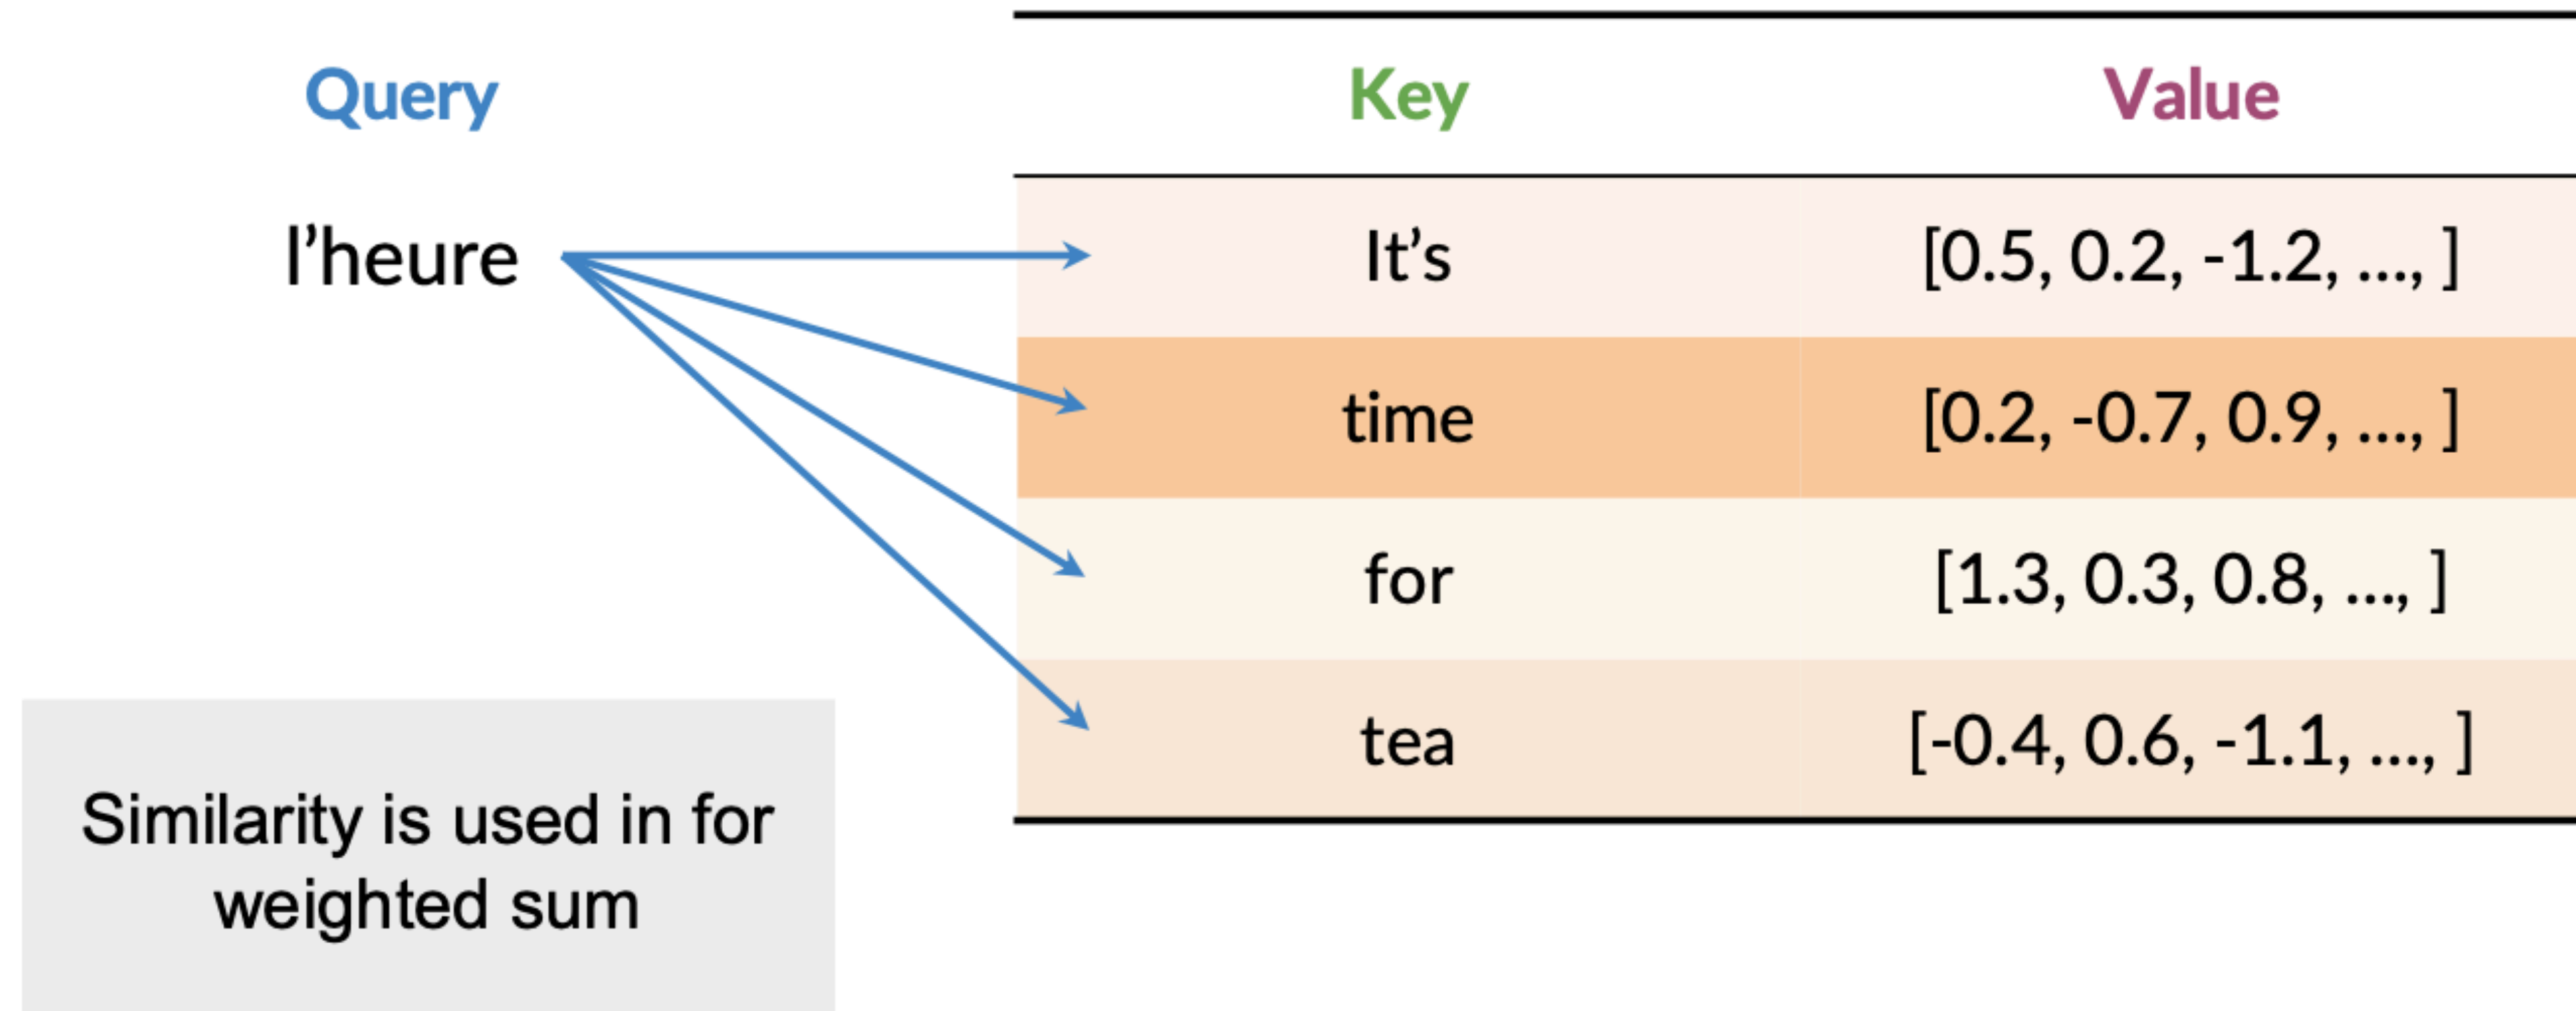 Query Key Value
l’heure It’s [0.5, 0.2, -1.2, ..., ]
time [0.2, -0.7, 0.9, ..., ]
for [1.3, 0.3, 0.8, ..., ]
tea [-0.4, 0.6, -1.1, ..., ]
Similarity is used in for
weighted sum